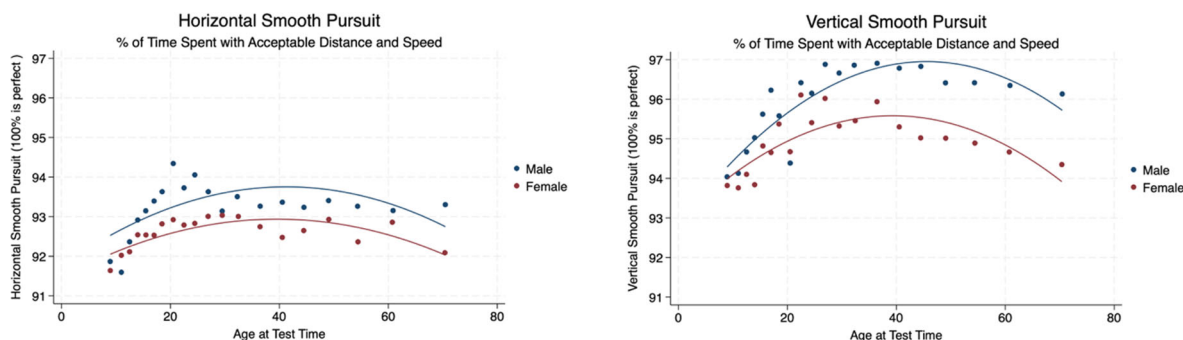 Horizontal Smooth Pursuit
% of Time Spent with Acceptable Distance and Speed
Horizontal Smooth Pursuit (100% is perfect )
97
96
95
94
93
92
91
0
20
40
60
80
Age at Test Time
Male
Female
Vertical Smooth Pursuit
% of Time Spent with Acceptable Distance and Speed
Vertical Smooth Pursuit (100% is perfect)
97
96
95
94
93
92
91
0
20
40
60
80
Age at Test Time
Male
Female